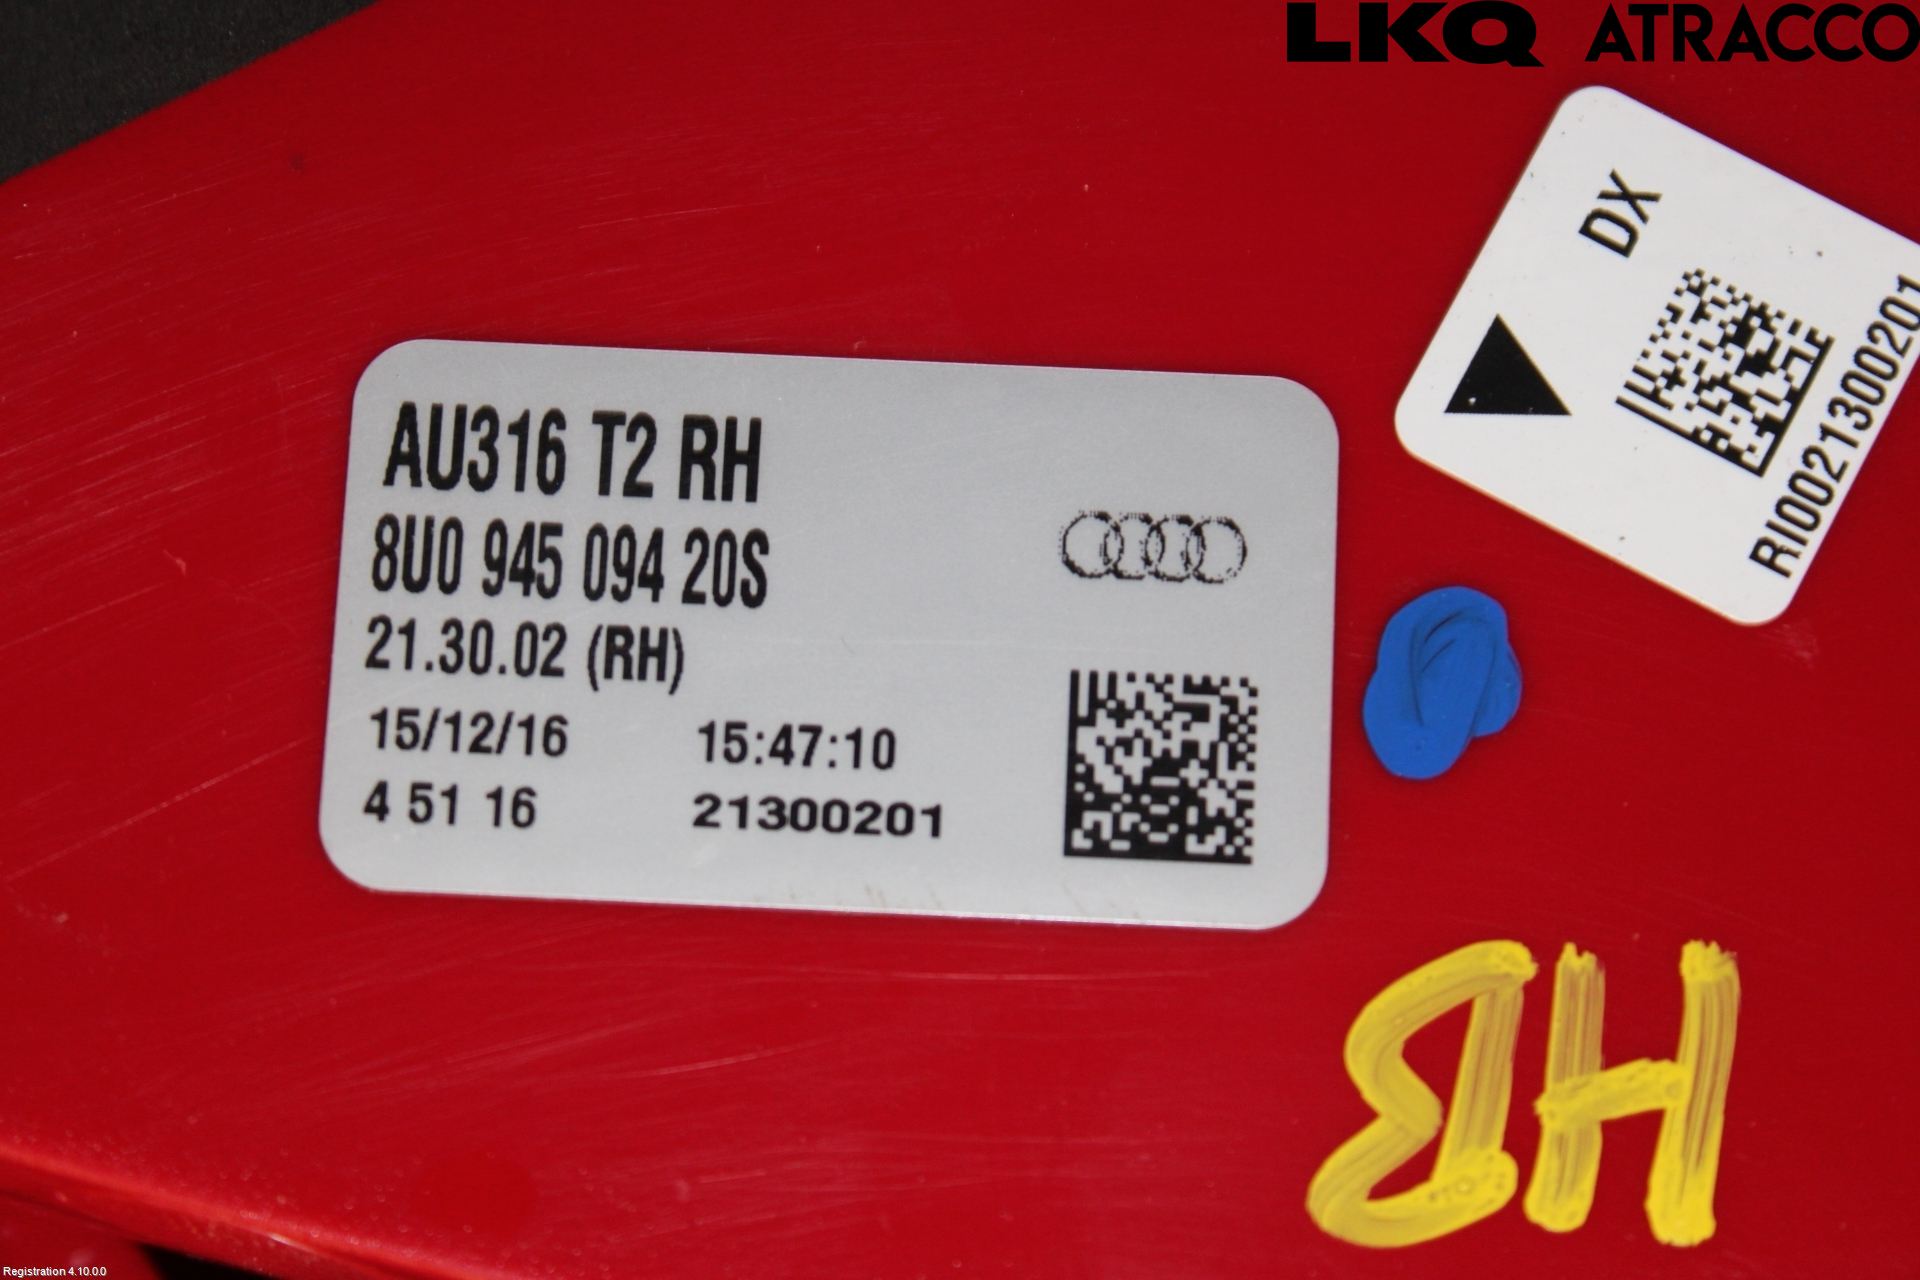 LKQ ATRACCO
DX
RI0021300201
AU316 T2 RH
8U0 945 094 20S
21.30.02 (RH)
15/12/16 15:47:10
4 51 16 21300201
HB
Registration 4.10.0.0